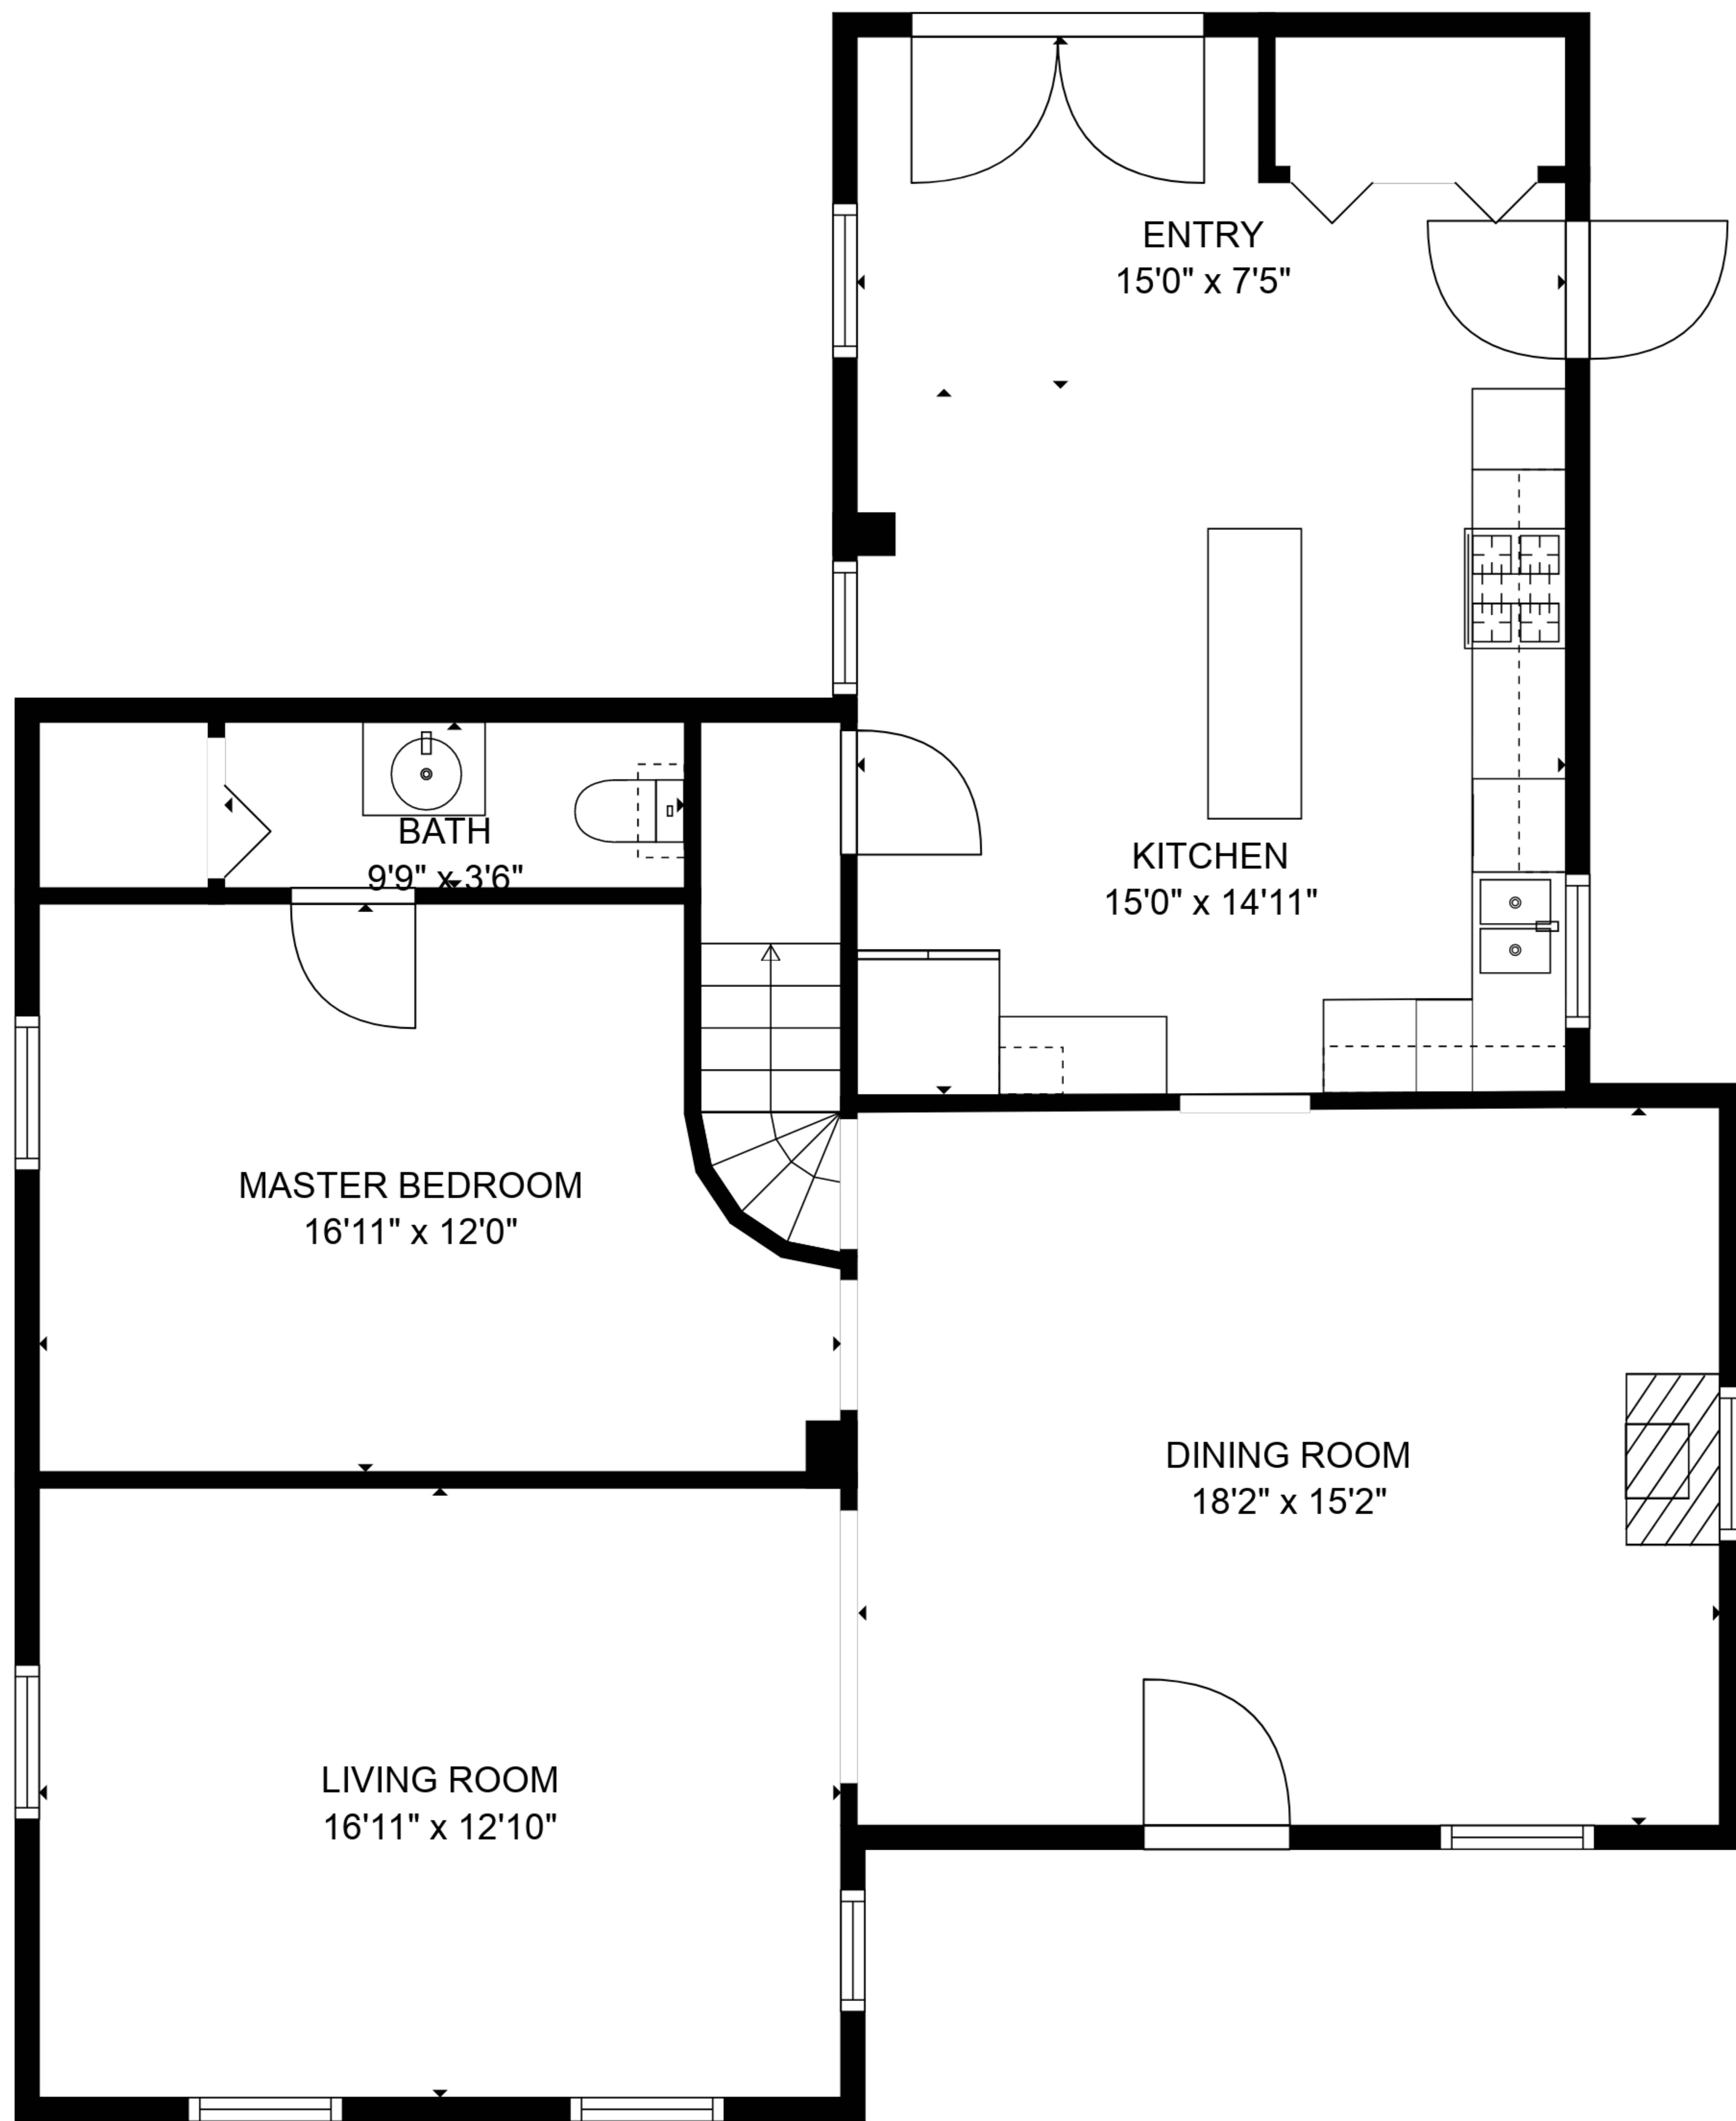 ENTRY
15'0" x 7'5"
BATH
9'9" x 3'6"
KITCHEN
15'0" x 14'11"
MASTER BEDROOM
16'11" x 12'0"
DINING ROOM
18'2" x 15'2"
LIVING ROOM
16'11" x 12'10"